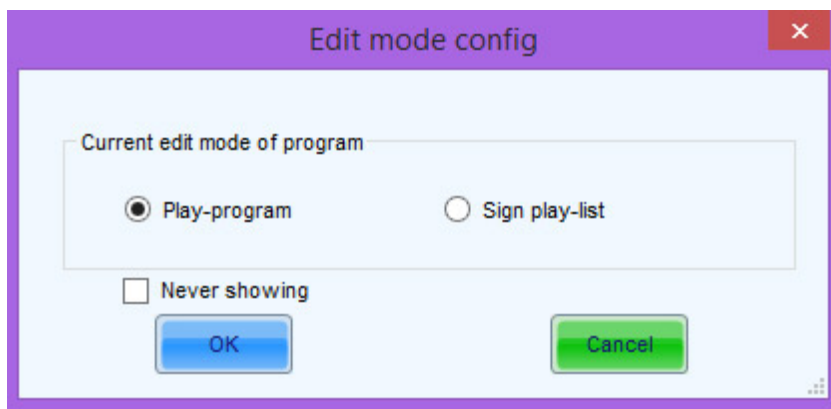 Edit mode config
Current edit mode of program
Play-program Sign play-list
Never showing
OK Cancel